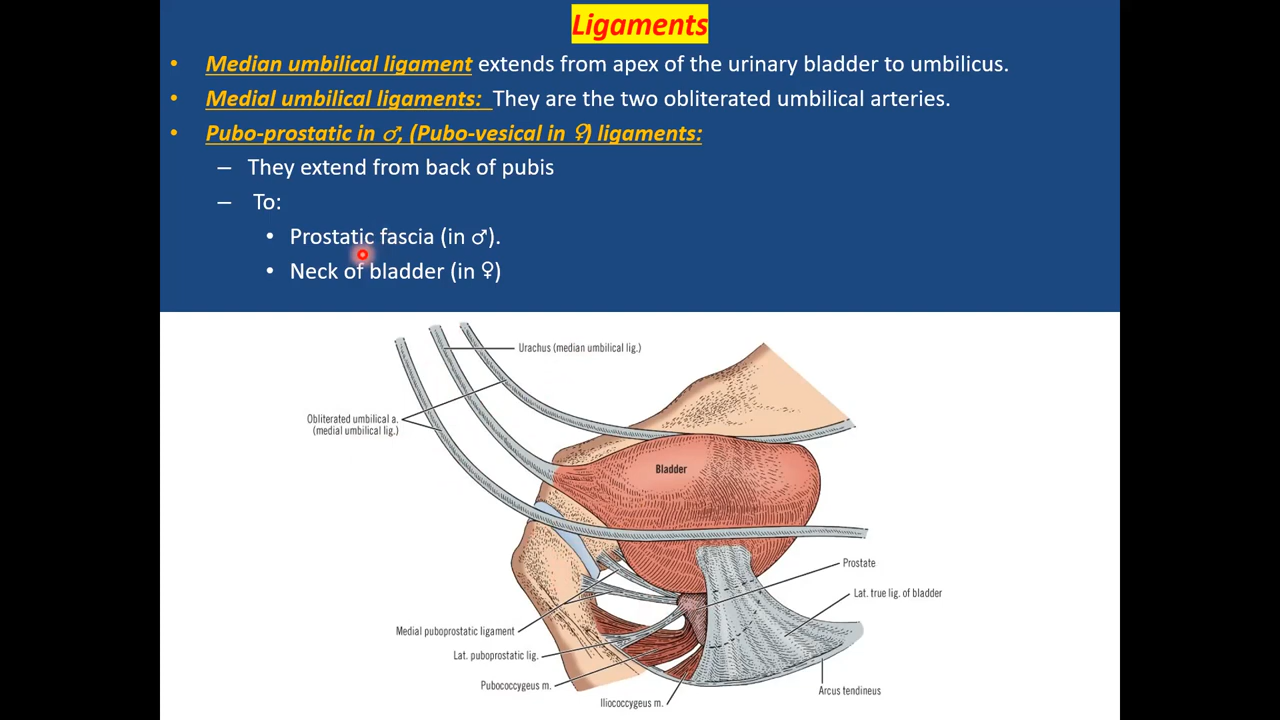 Ligaments
• Median umbilical ligament extends from apex of the urinary bladder to umbilicus.
• Medial umbilical ligaments: They are the two obliterated umbilical arteries.
• Pubo-prostatic in ♂, (Pubo-vesical in ♀) ligaments:
– They extend from back of pubis
– To:
• Prostatic fascia (in ♂).
• Neck of bladder (in ♀)
Urachus (median umbilical lig.)
Obliterated umbilical a.
(medial umbilical lig.)
Bladder
Prostate
Lat. true lig. of bladder
Medial puboprostatic ligament
Lat. puboprostatic lig.
Pubococcygeus m.
Iliococcygeus m.
Arcus tendineus